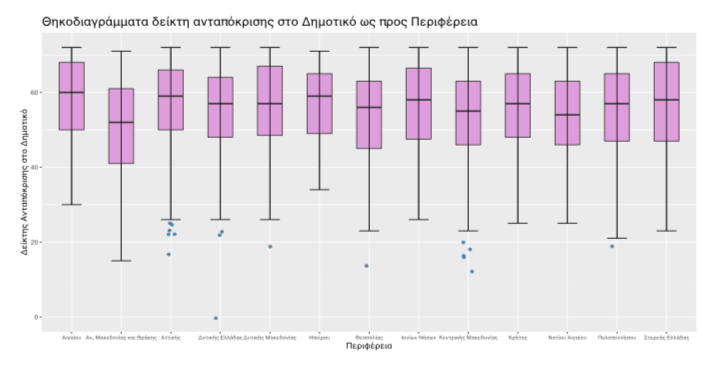 Θηκοδιαγράμματα δείκτη ανταπόκρισης στο Δημοτικό ως προς Περιφέρεια
Δείκτης Ανταπόκρισης στο Δημοτικό
60
40
20
0
Αιγαίου Αν. Μακεδονίας και Θράκης Αττικής Δυτικής Ελλάδας Δυτικής Μακεδονίας Ηπείρου Θεσσαλίας Ιονίων Νήσων Κεντρικής Μακεδονίας Κρήτης Νοτίου Αιγαίου Πελοποννήσου Στερεάς Ελλάδας
Περιφέρεια